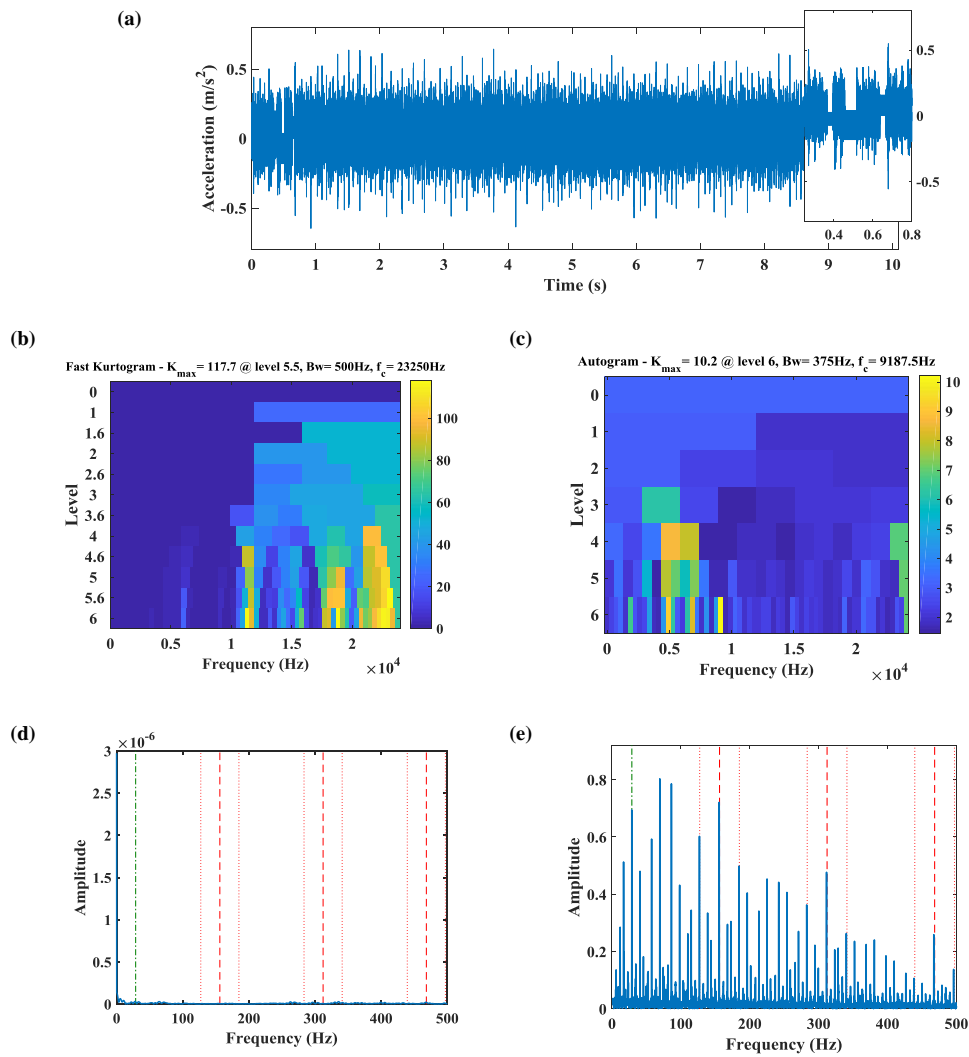 (a)
Acceleration (m/s²)
0.5
0
-0.5
0 1 2 3 4 5 6 7 8 9 10
Time (s)
0.5
0
-0.5
0.4 0.6 0.8
(b)
Fast Kurtogram - Kmax= 117.7 @ level 5.5, Bw= 500Hz, fc= 23250Hz
Level
0
1
1.6
2
2.6
3
3.6
4
4.6
5
5.6
6
0 0.5 1 1.5 2
Frequency (Hz)
×10⁴
100
80
60
40
20
0
(c)
Autogram - Kmax = 10.2 @ level 6, Bw= 375Hz, fc= 9187.5Hz
Level
0
1
2
3
4
5
6
0 0.5 1 1.5 2
Frequency (Hz)
×10⁴
10
9
8
7
6
5
4
3
2
(d)
×10⁻⁶
Amplitude
3
2.5
2
1.5
1
0.5
0
0 100 200 300 400 500
Frequency (Hz)
(e)
Amplitude
0.8
0.6
0.4
0.2
0
0 100 200 300 400 500
Frequency (Hz)